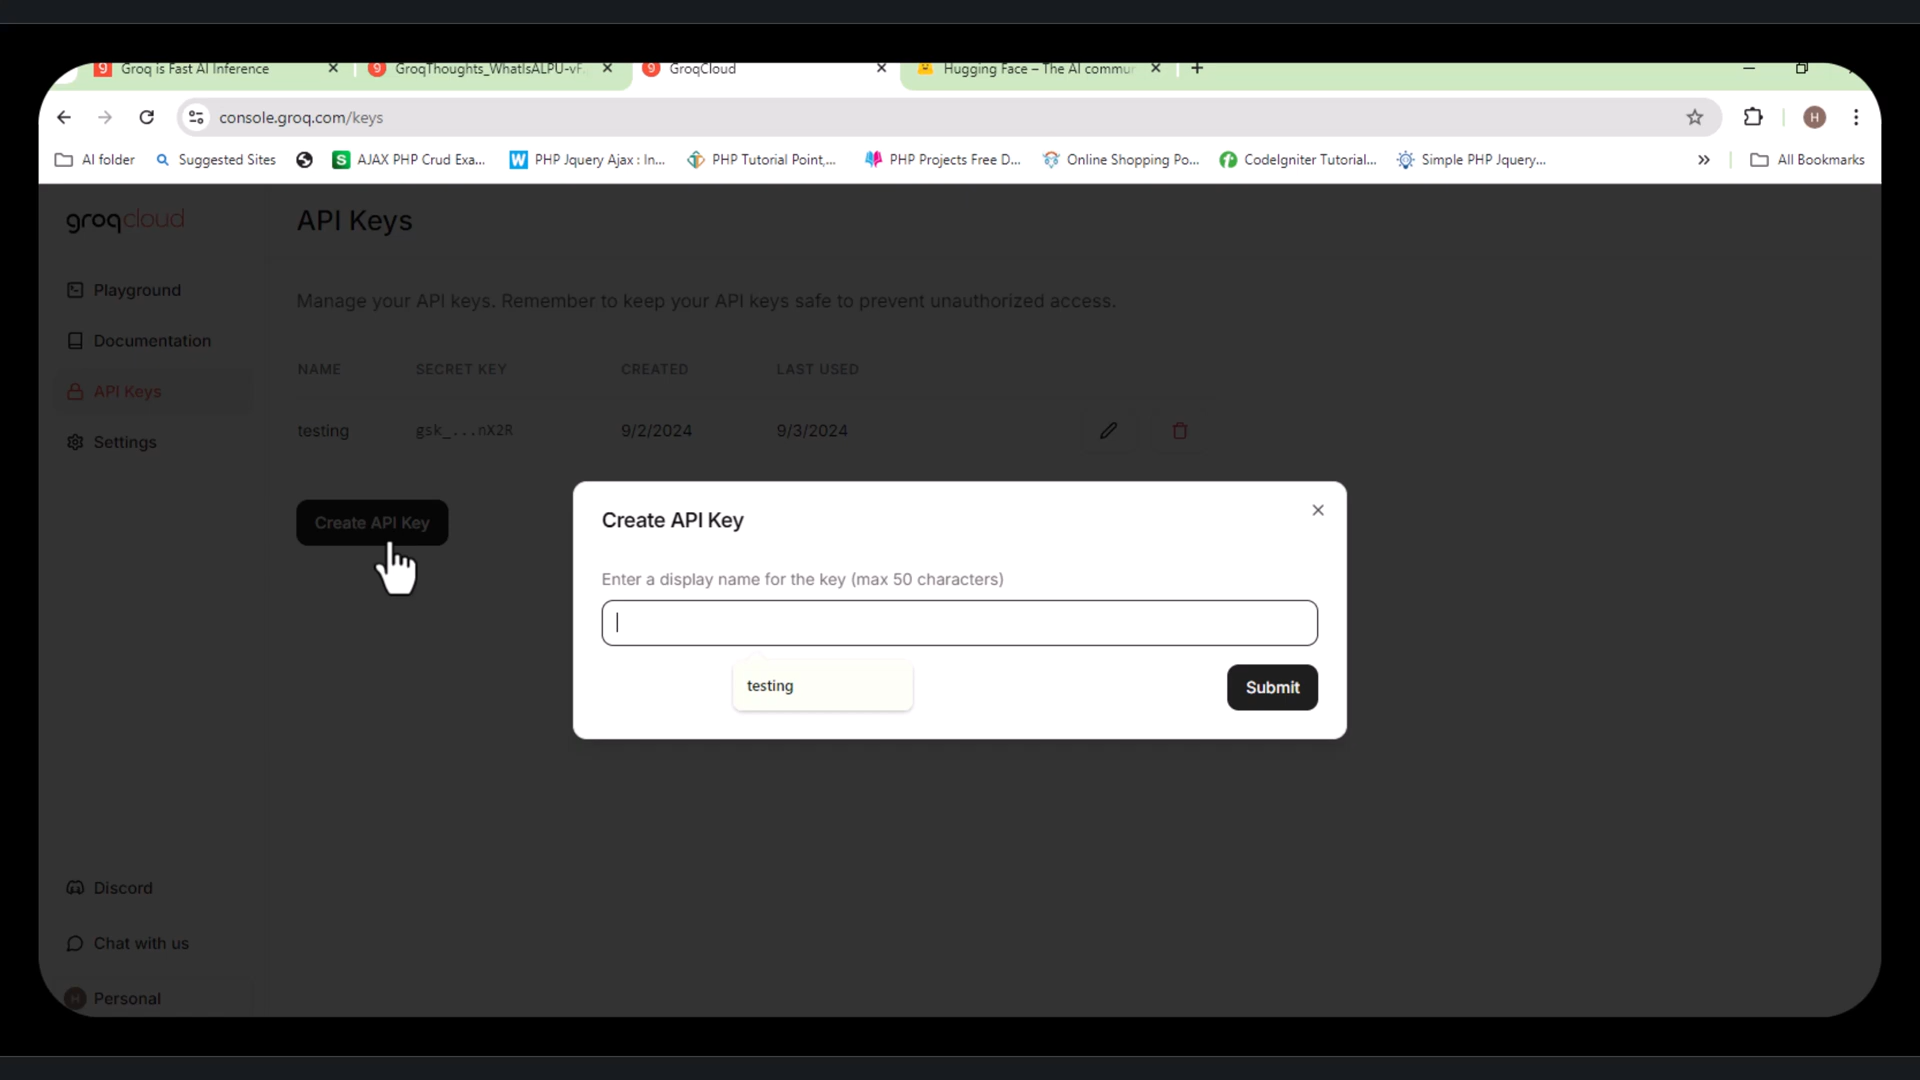 Groq is Fast AI Inference
GroqThoughts_WhatIsALPU-vF
GroqCloud
Hugging Face – The AI commur
console.groq.com/keys
H
AI folder
Suggested Sites
AJAX PHP Crud Exa...
PHP Jquery Ajax : In...
PHP Tutorial Point,...
PHP Projects Free D...
Online Shopping Po...
CodeIgniter Tutorial...
Simple PHP Jquery...
All Bookmarks
groqcloud
API Keys
Playground
Manage your API keys. Remember to keep your API keys safe to prevent unauthorized access.
Documentation
NAME SECRET KEY CREATED LAST USED
API Keys
testing gsk_...nX2R 9/2/2024 9/3/2024
Settings
Create API Key
Create API Key
Enter a display name for the key (max 50 characters)
testing
Submit
Discord
Chat with us
H Personal